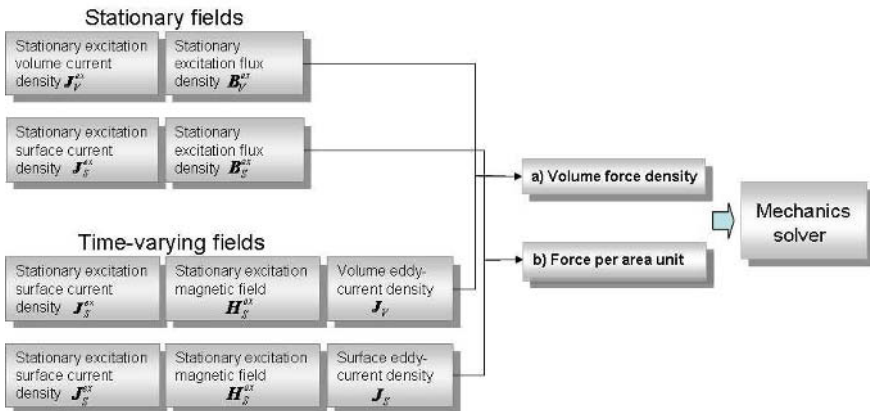 Stationary fields
Stationary excitation
volume current
density J_V^ex
Stationary
excitation flux
density B_V^ex
Stationary excitation
surface current
density J_S^ex
Stationary
excitation flux
density B_S^ex
a) Volume force density
Mechanics
solver
b) Force per area unit
Time-varying fields
Stationary excitation
surface current
density J_S^ex
Stationary excitation
magnetic field
H_S^ex
Volume eddy-
current density
J_V
Stationary excitation
surface current
density J_S^ex
Stationary excitation
magnetic field
H_S^ex
Surface eddy-
current density
J_S